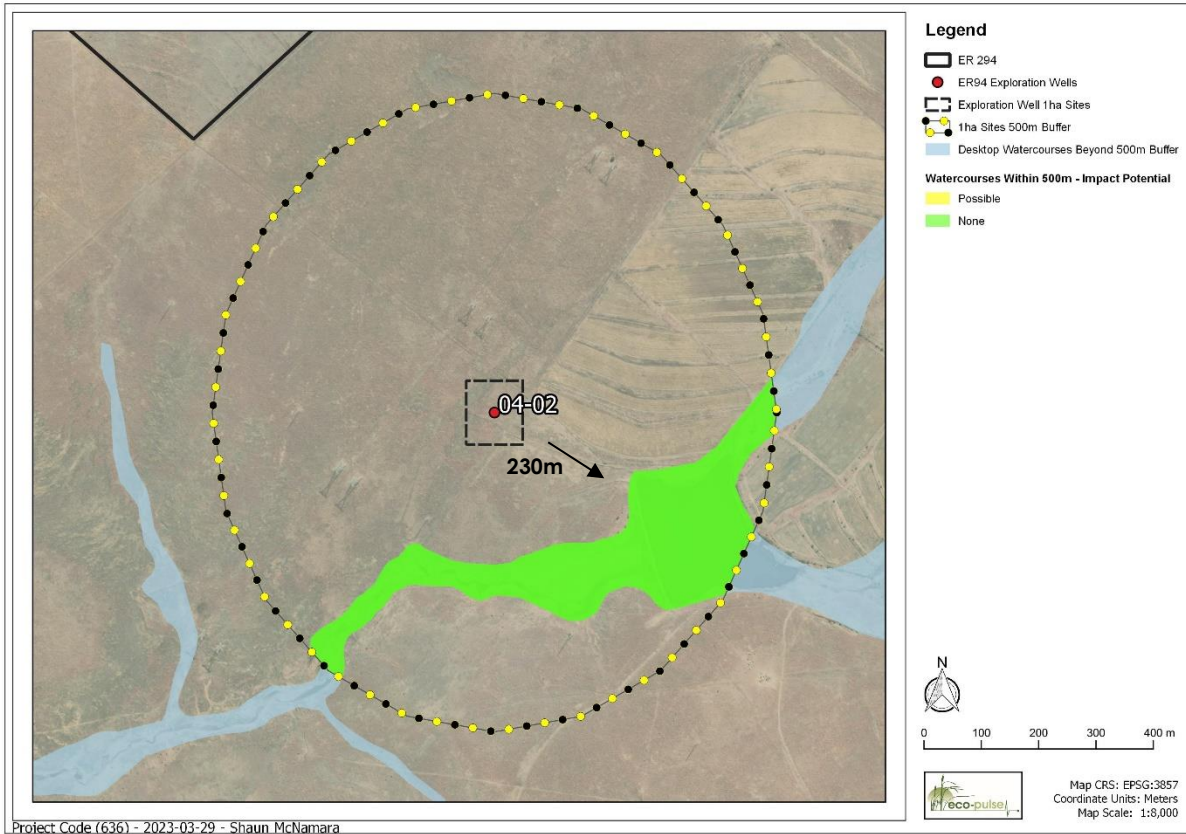 04-02
230m
Legend
ER 294
ER94 Exploration Wells
Exploration Well 1ha Sites
1ha Sites 500m Buffer
Desktop Watercourses Beyond 500m Buffer
Watercourses Within 500m - Impact Potential
Possible
None
N
0 100 200 300 400 m
eco-pulse
Map CRS: EPSG:3857
Coordinate Units: Meters
Map Scale: 1:8,000
Project Code (636) - 2023-03-29 - Shaun McNamara